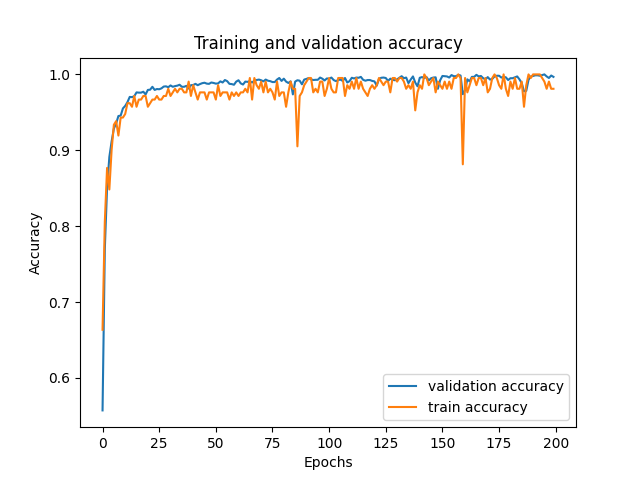 Training and validation accuracy
1.0
0.9
0.8
0.7
0.6
Accuracy
validation accuracy
train accuracy
0 25 50 75 100 125 150 175 200
Epochs